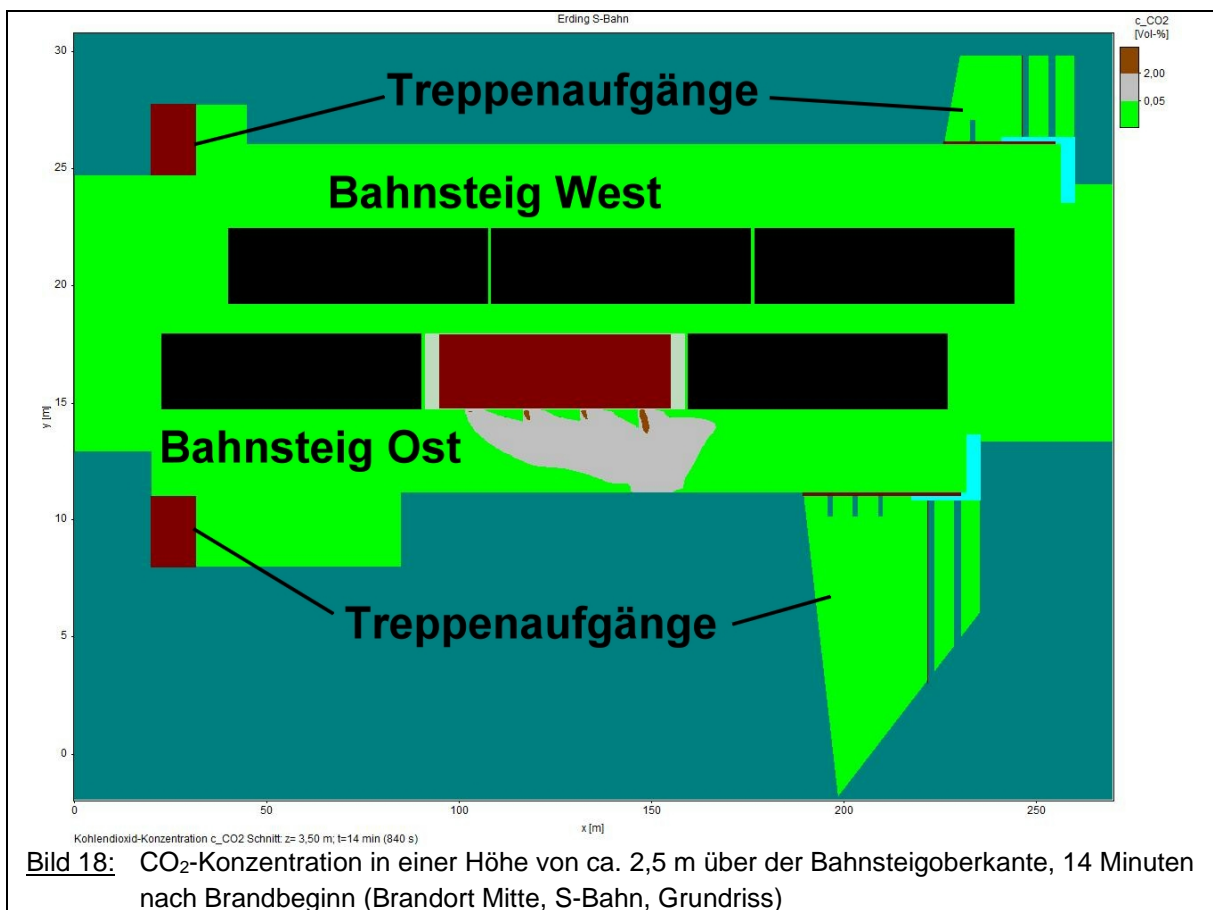 Erding S-Bahn
c_CO2
[Vol-%]
2,00
0,05
30
25
20
15
10
5
0
y [m]
Treppenaufgänge
Bahnsteig West
Bahnsteig Ost
Treppenaufgänge
0
50
100
150
200
250
x [m]
Kohlendioxid-Konzentration c_CO2 Schnitt: z= 3,50 m; t=14 min (840 s)
Bild 18: CO₂-Konzentration in einer Höhe von ca. 2,5 m über der Bahnsteigoberkante, 14 Minuten
nach Brandbeginn (Brandort Mitte, S-Bahn, Grundriss)